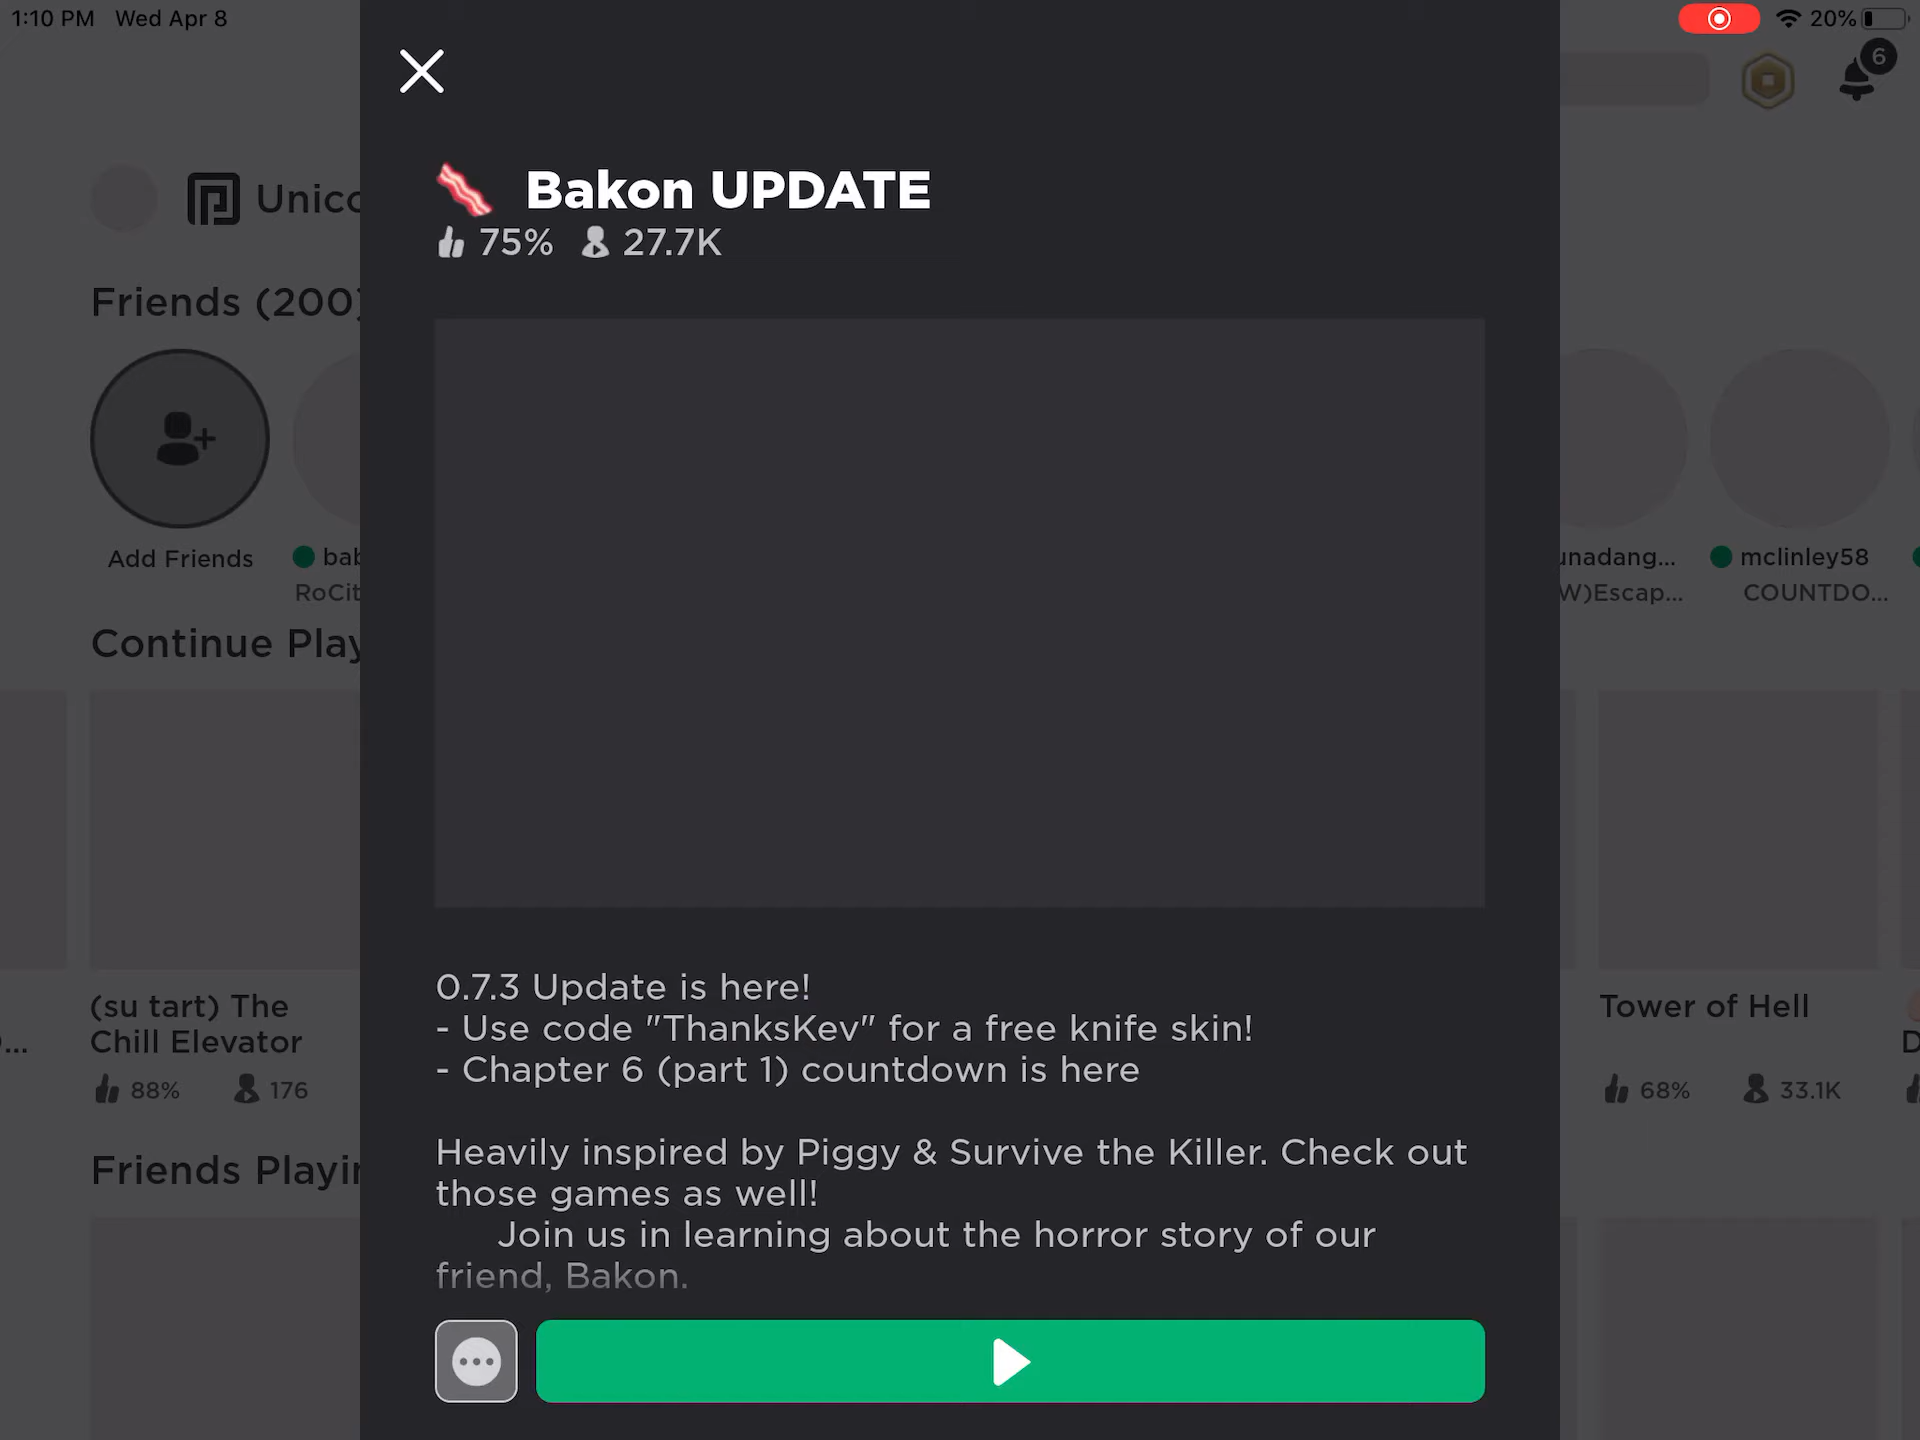 1:10 PM Wed Apr 8
20%
6
Bakon UPDATE
75% 27.7K
Unico
Friends (200)
Add Friends
bab
RoCit
unadang...
W)Escap...
mclinley58
COUNTDO...
Continue Play
(su tart) The
Chill Elevator
88% 176
Tower of Hell
68% 33.1K
Friends Playin
0.7.3 Update is here!
- Use code "ThanksKev" for a free knife skin!
- Chapter 6 (part 1) countdown is here
Heavily inspired by Piggy & Survive the Killer. Check out
those games as well!
Join us in learning about the horror story of our
friend, Bakon.